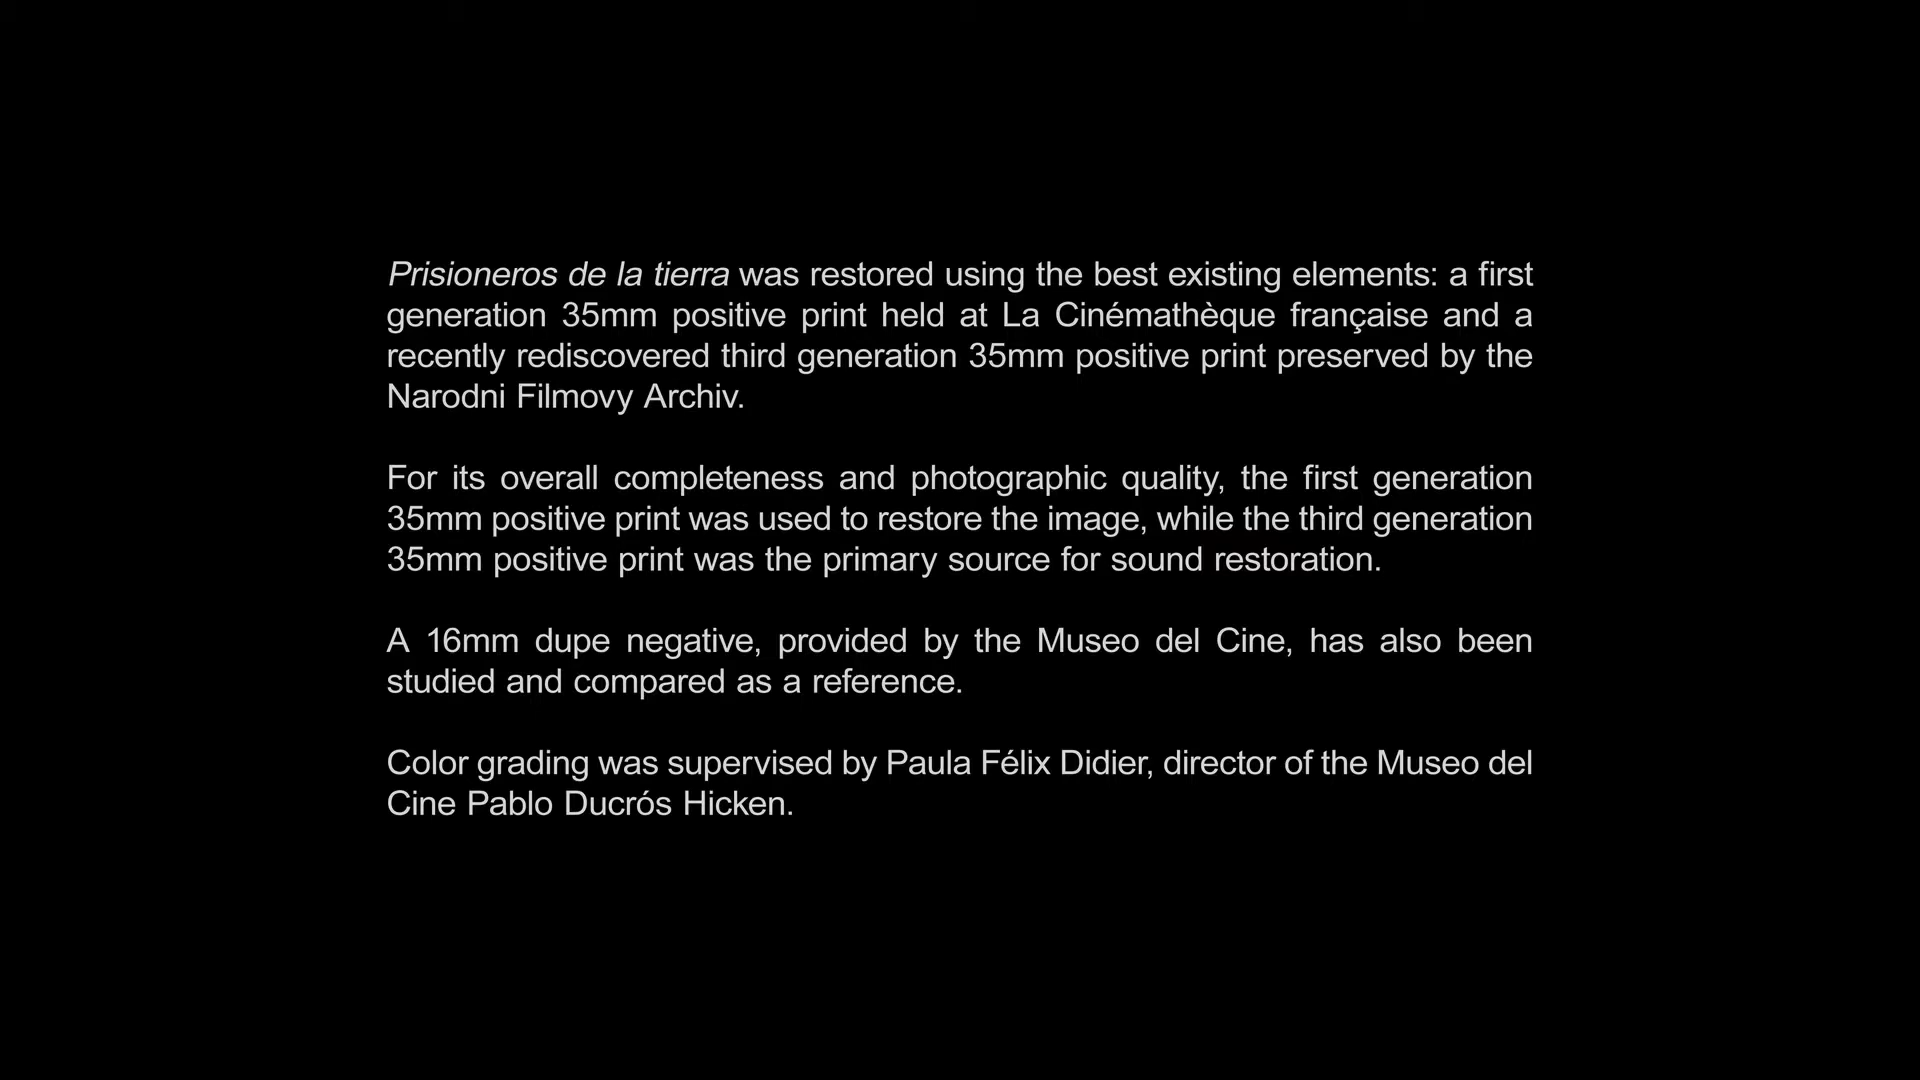 Prisioneros de la tierra was restored using the best existing elements: a first
generation 35mm positive print held at La Cinémathèque française and a
recently rediscovered third generation 35mm positive print preserved by the
Narodni Filmovy Archiv.
For its overall completeness and photographic quality, the first generation
35mm positive print was used to restore the image, while the third generation
35mm positive print was the primary source for sound restoration.
A 16mm dupe negative, provided by the Museo del Cine, has also been
studied and compared as a reference.
Color grading was supervised by Paula Félix Didier, director of the Museo del
Cine Pablo Ducrós Hicken.